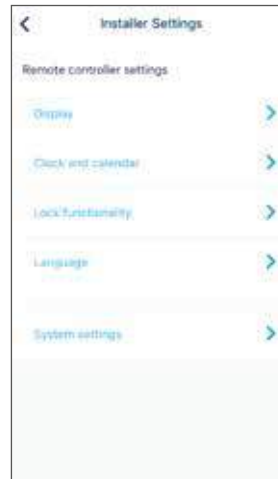 Installer Settings
Remote controller settings
Display
Clock and calendar
Lock functionality
Language
System settings